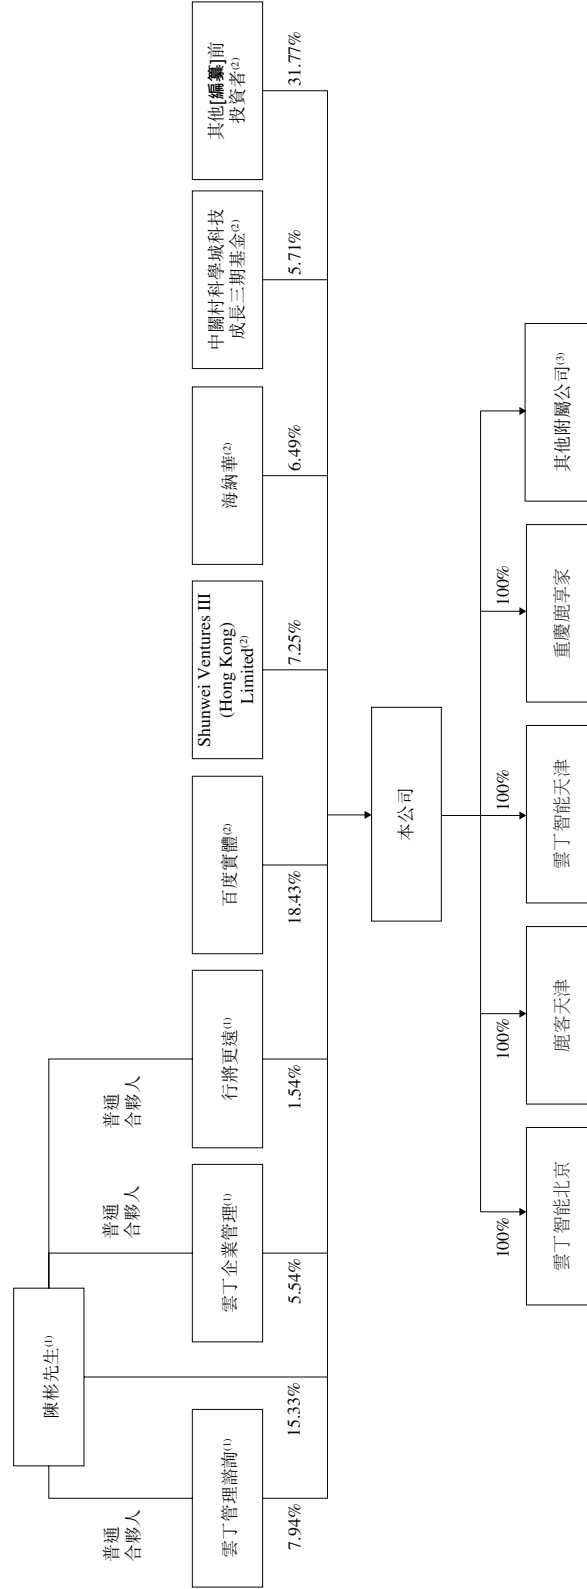 陳彬先生(1)
普通
合夥人
普通
合夥人
普通
合夥人
雲丁管理諮詢(1)
雲丁企業管理(1)
行將更遠(1)
百度實體(2)
Shunwei Ventures III
(Hong Kong)
Limited(2)
海納華(2)
中關村科學城科技
成長三期基金(2)
其他[編纂]前
投資者(2)
7.94%
15.33%
5.54%
1.54%
18.43%
7.25%
6.49%
5.71%
31.77%
本公司
100%
100%
100%
100%
雲丁智能北京
鹿客天津
雲丁智能天津
重慶鹿享家
其他附屬公司(3)